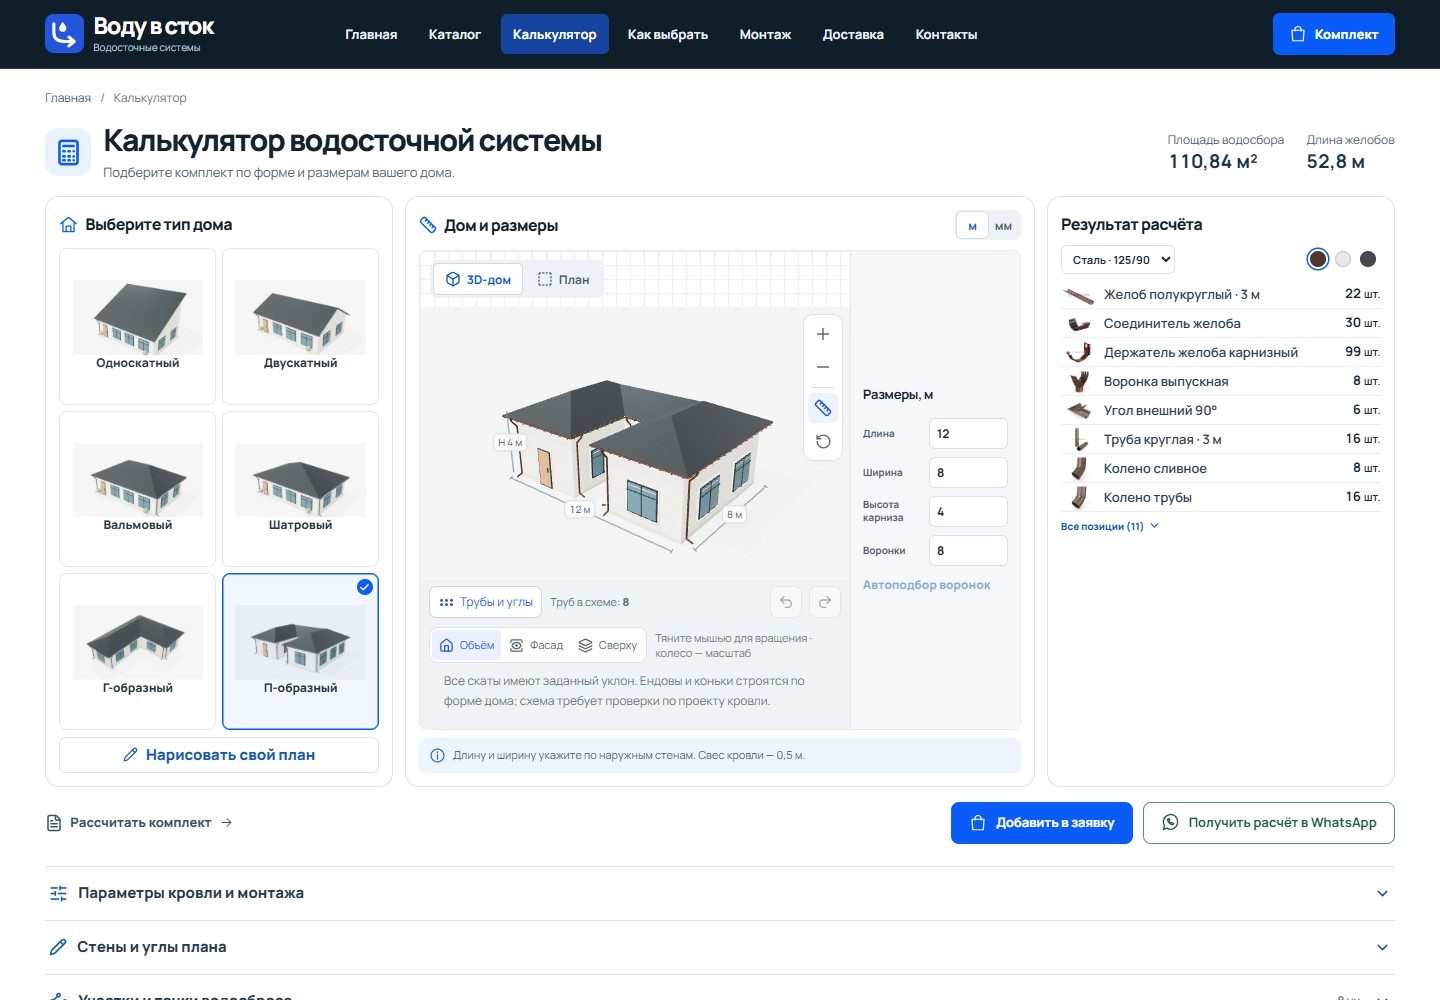 Воду в сток
Водосточные системы
Главная
Каталог
Калькулятор
Как выбрать
Монтаж
Доставка
Контакты
Комплект
Главная / Калькулятор
Калькулятор водосточной системы
Подберите комплект по форме и размерам вашего дома.
Площадь водосбора
110,84 м²
Длина желобов
52,8 м
Выберите тип дома
Односкатный
Двускатный
Вальмовый
Шатровый
Г-образный
П-образный
Нарисовать свой план
Дом и размеры
м
мм
3D-дом
План
H 4 м
12 м
8 м
Размеры, м
Длина
12
Ширина
8
Высота
карниза
4
Воронки
8
Автоподбор воронок
Трубы и углы
Труб в схеме: 8
Объём
Фасад
Сверху
Тяните мышью для вращения ·
колесо — масштаб
Все скаты имеют заданный уклон. Ендовы и коньки строятся по
форме дома; схема требует проверки по проекту кровли.
Длину и ширину укажите по наружным стенам. Свес кровли — 0,5 м.
Результат расчёта
Сталь · 125/90
Желоб полукруглый · 3 м 22 шт.
Соединитель желоба 30 шт.
Держатель желоба карнизный 99 шт.
Воронка выпускная 8 шт.
Угол внешний 90° 6 шт.
Труба круглая · 3 м 16 шт.
Колено сливное 8 шт.
Колено трубы 16 шт.
Все позиции (11)
Рассчитать комплект →
Добавить в заявку
Получить расчёт в WhatsApp
Параметры кровли и монтажа
Стены и углы плана
Участки и точки водосброса